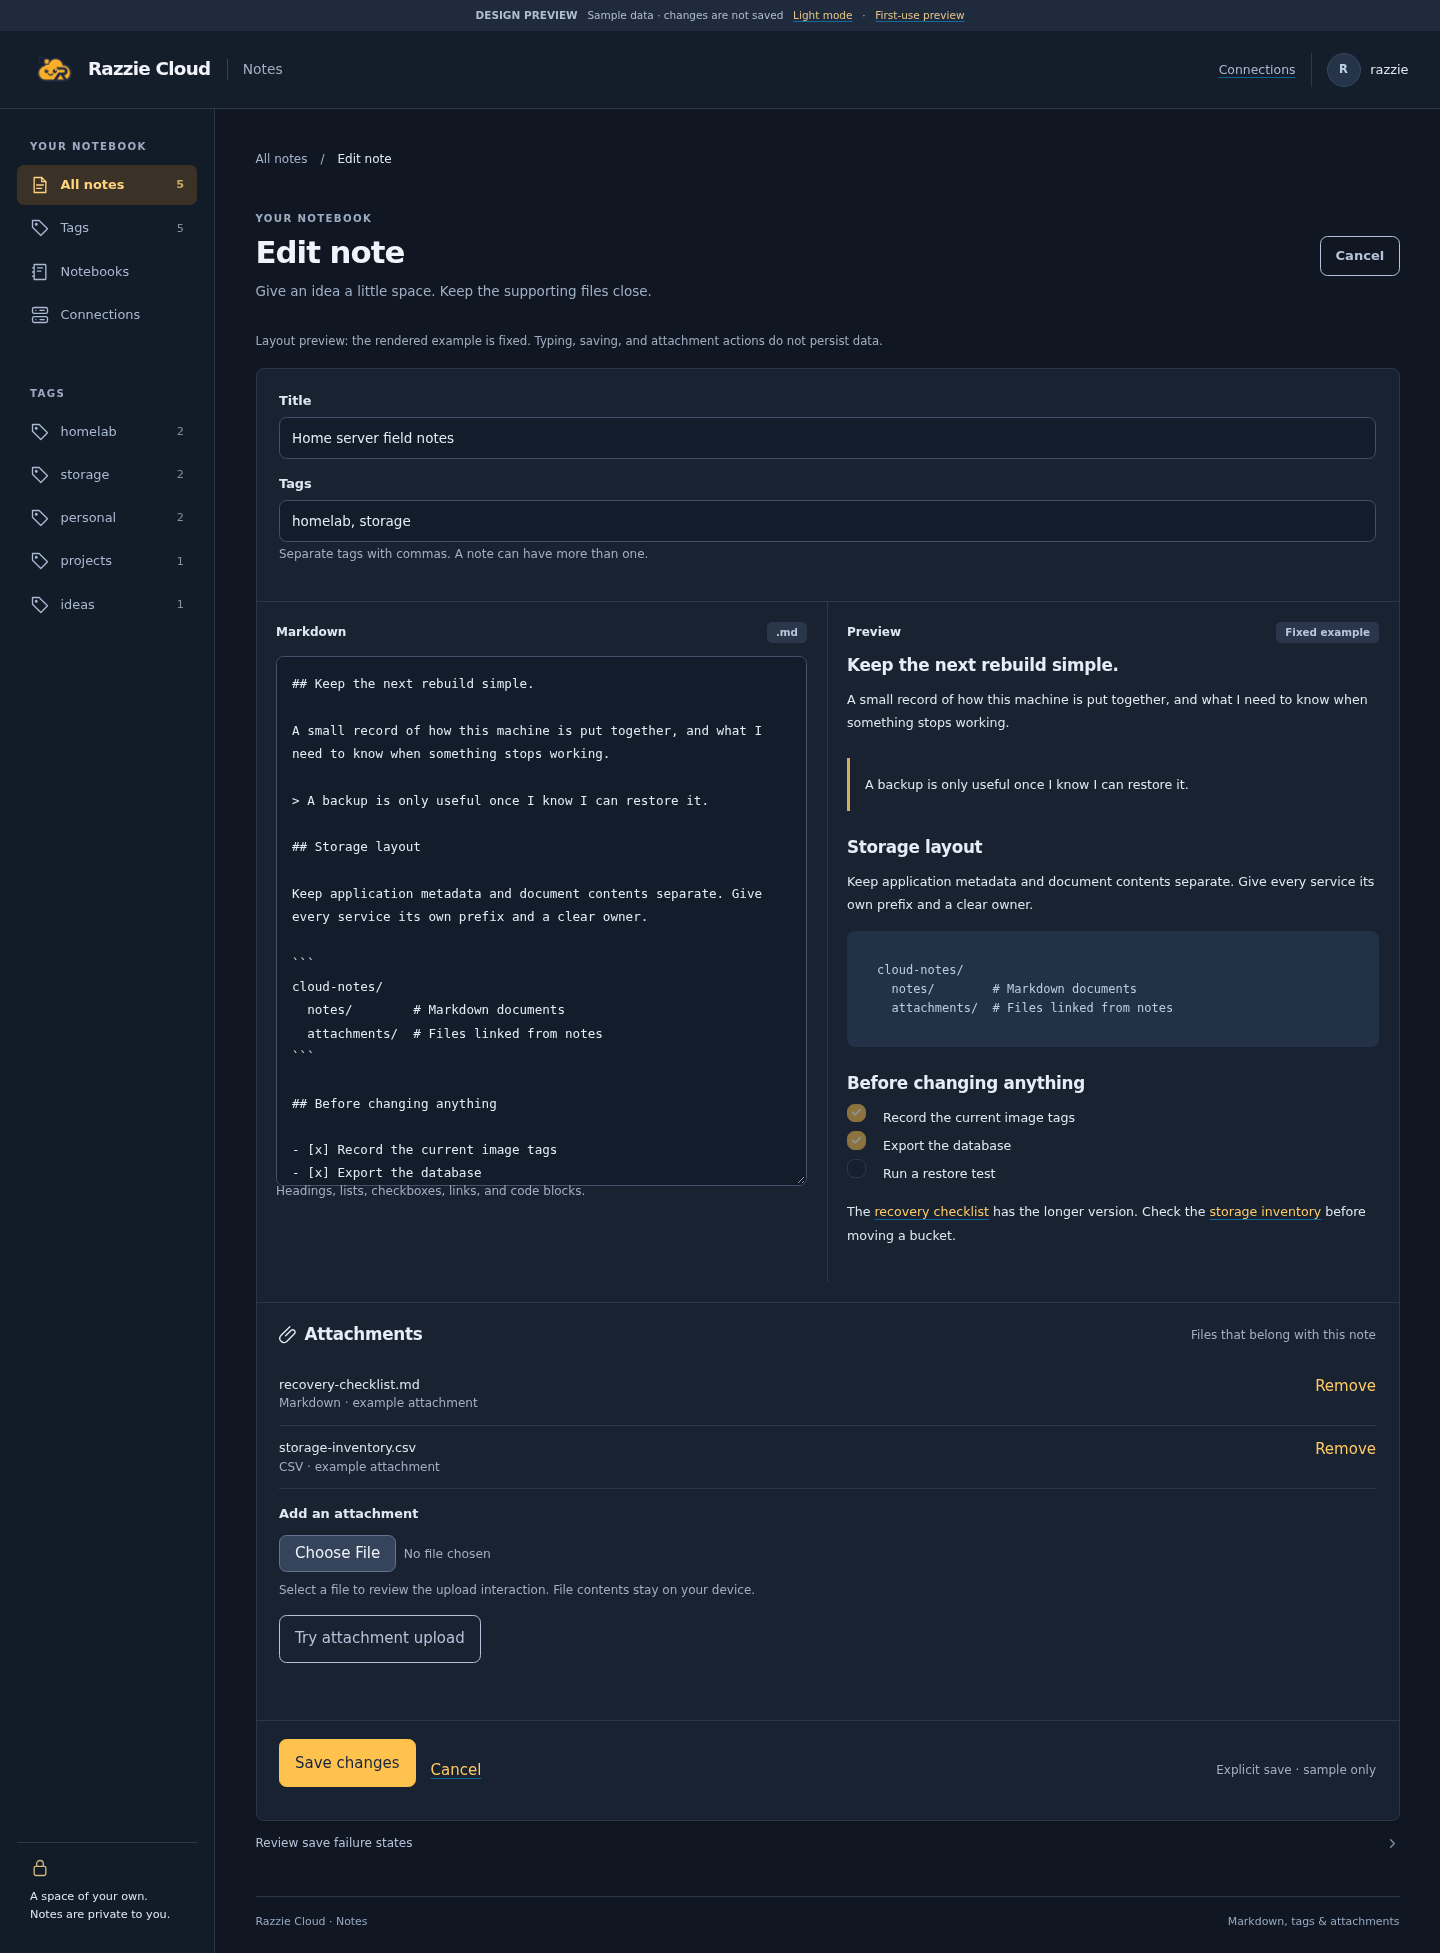 DESIGN PREVIEW Sample data · changes are not saved Light mode · First-use preview
Razzie Cloud Notes
Connections R razzie
YOUR NOTEBOOK
All notes 5
Tags 5
Notebooks
Connections
TAGS
homelab 2
storage 2
personal 2
projects 1
ideas 1
A space of your own.
Notes are private to you.
All notes / Edit note
YOUR NOTEBOOK
Edit note
Cancel
Give an idea a little space. Keep the supporting files close.
Layout preview: the rendered example is fixed. Typing, saving, and attachment actions do not persist data.
Title
Home server field notes
Tags
homelab, storage
Separate tags with commas. A note can have more than one.
Markdown .md
## Keep the next rebuild simple.
A small record of how this machine is put together, and what I
need to know when something stops working.
> A backup is only useful once I know I can restore it.
## Storage layout
Keep application metadata and document contents separate. Give
every service its own prefix and a clear owner.
```
cloud-notes/
  notes/        # Markdown documents
  attachments/  # Files linked from notes
```
## Before changing anything
- [x] Record the current image tags
- [x] Export the database
Headings, lists, checkboxes, links, and code blocks.
Preview Fixed example
Keep the next rebuild simple.
A small record of how this machine is put together, and what I need to know when
something stops working.
A backup is only useful once I know I can restore it.
Storage layout
Keep application metadata and document contents separate. Give every service its
own prefix and a clear owner.
cloud-notes/
  notes/        # Markdown documents
  attachments/  # Files linked from notes
Before changing anything
Record the current image tags
Export the database
Run a restore test
The recovery checklist has the longer version. Check the storage inventory before
moving a bucket.
Attachments Files that belong with this note
recovery-checklist.md Remove
Markdown · example attachment
storage-inventory.csv Remove
CSV · example attachment
Add an attachment
Choose File No file chosen
Select a file to review the upload interaction. File contents stay on your device.
Try attachment upload
Save changes Cancel Explicit save · sample only
Review save failure states
Razzie Cloud · Notes Markdown, tags & attachments